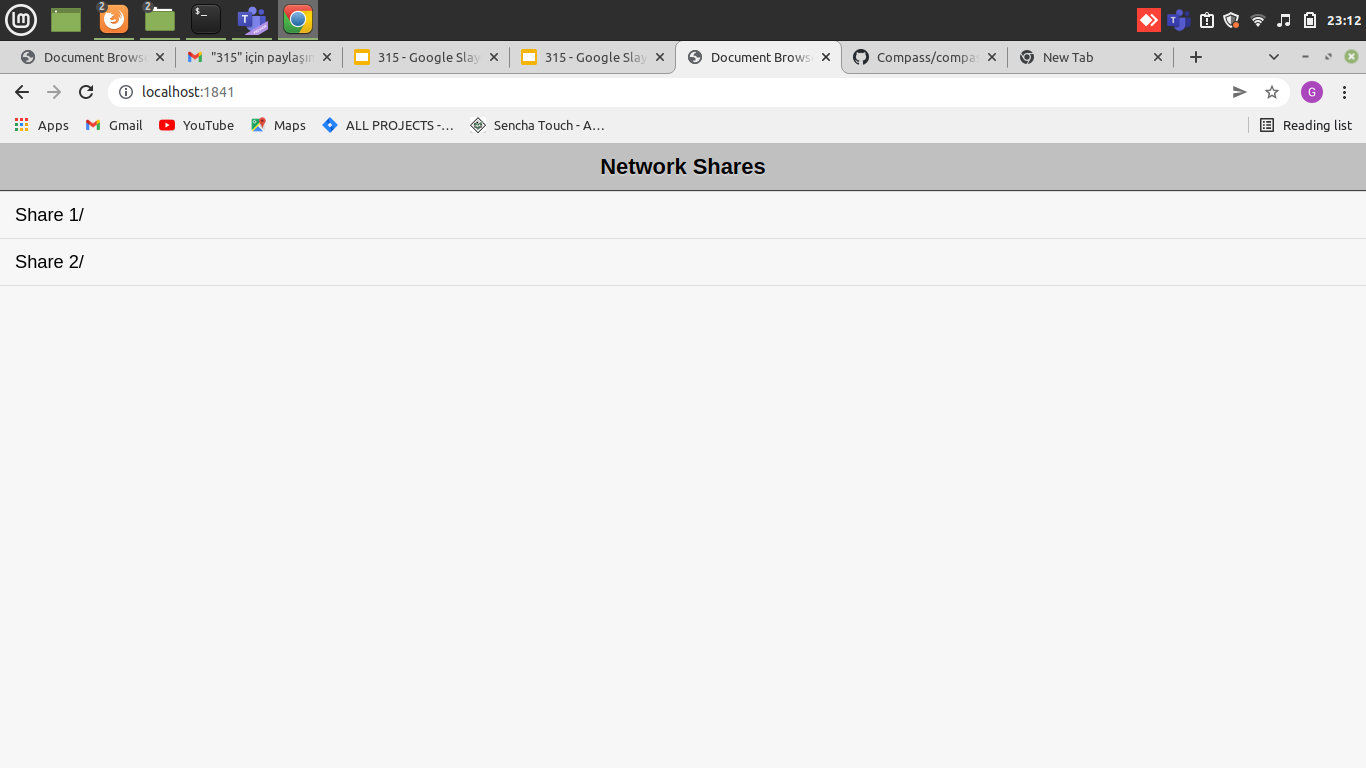 2
2
$_
T
T
23:12
Document Brows
"315" için paylaşım
315 - Google Slay
315 - Google Slay
Document Brows
Compass/compa
New Tab
localhost:1841
G
Apps
Gmail
YouTube
Maps
ALL PROJECTS -...
Sencha Touch - A...
Reading list
Network Shares
Share 1/
Share 2/